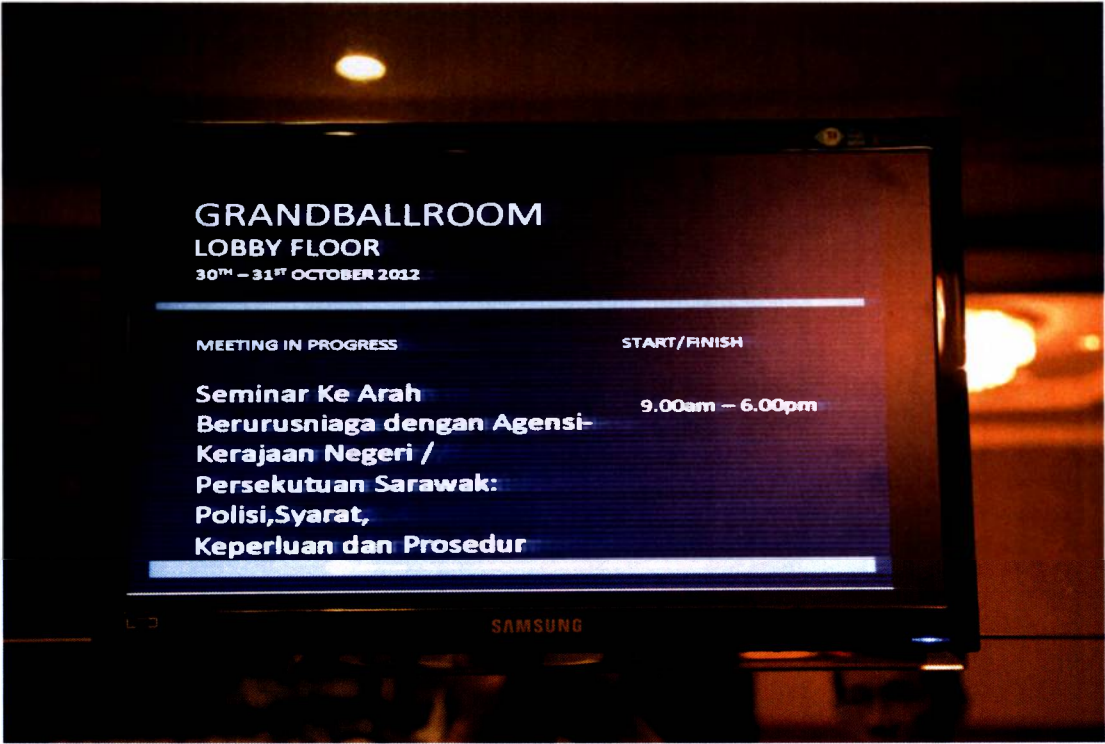 GRANDBALLROOM
LOBBY FLOOR
30TH – 31ST OCTOBER 2012
MEETING IN PROGRESS
START/FINISH
Seminar Ke Arah
Berurusniaga dengan Agensi-
Kerajaan Negeri /
Persekutuan Sarawak:
Polisi,Syarat,
Keperluan dan Prosedur
9.00am – 6.00pm
SAMSUNG